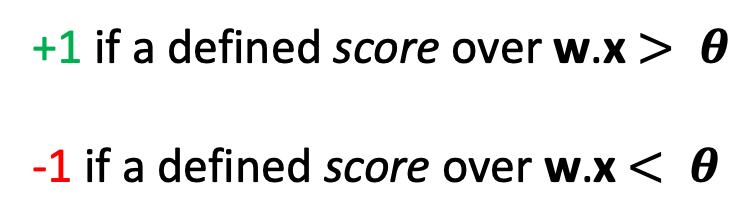 +1 if a defined score over w.x > θ
-1 if a defined score over w.x < θ